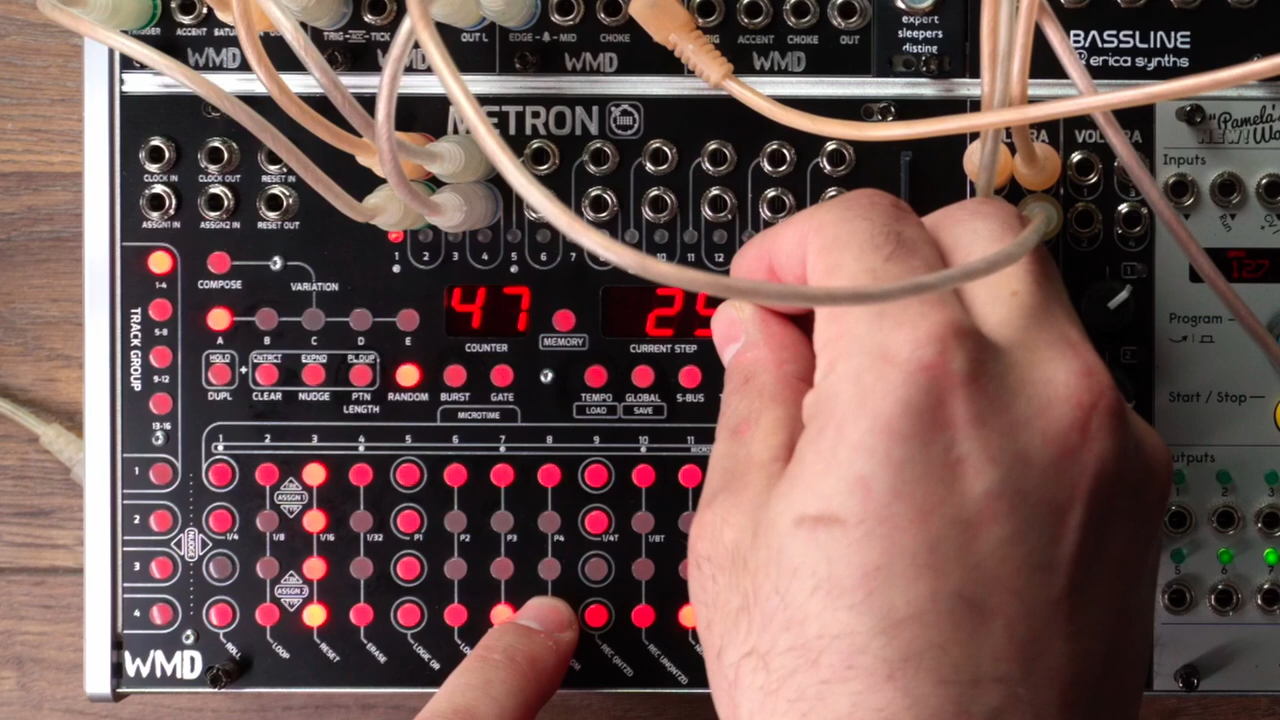 TRIGGER ACCENT
TRIG-ACC-TICK
OUT L
EDGE MID
CHOKE
ACCENT
CHOKE
OUT
WMD
WMD
WMD
WMD
expert
sleepers
disting
BASSLINE
erica synths
METRON
CLOCK IN
CLOCK OUT
RESET IN
ASSGN1 IN
ASSGN2 IN
RESET OUT
"Pamela's
NEW
Inputs
Run
1 2 3 4 5 6 7
10 11 12
TRACK GROUP
1-4
5-8
9-12
13-16
COMPOSE
VARIATION
A B C D E
47
COUNTER
MEMORY
25
CURRENT STEP
127
Program
Start / Stop
HOLD
CNTRCT
EXPND
PL.DUP
DUPL
+
CLEAR
NUDGE
PTN
LENGTH
RANDOM
BURST
GATE
MICROTIME
TEMPO
LOAD
GLOBAL
SAVE
S-BUS
1 2 3 4 5 6 7 8 9 10 11
1
2
3
4
NUDGE
ASSGN 1
1/4 1/8 1/16 1/32 P1 P2 P3 P4 1/4T 1/8T
ASSGN 2
ROLL
LOOP
RESET
ERASE
LOGIC OR
REC QNTZD
REC UNQNTZD
WMD
1 2 3
5 6 7